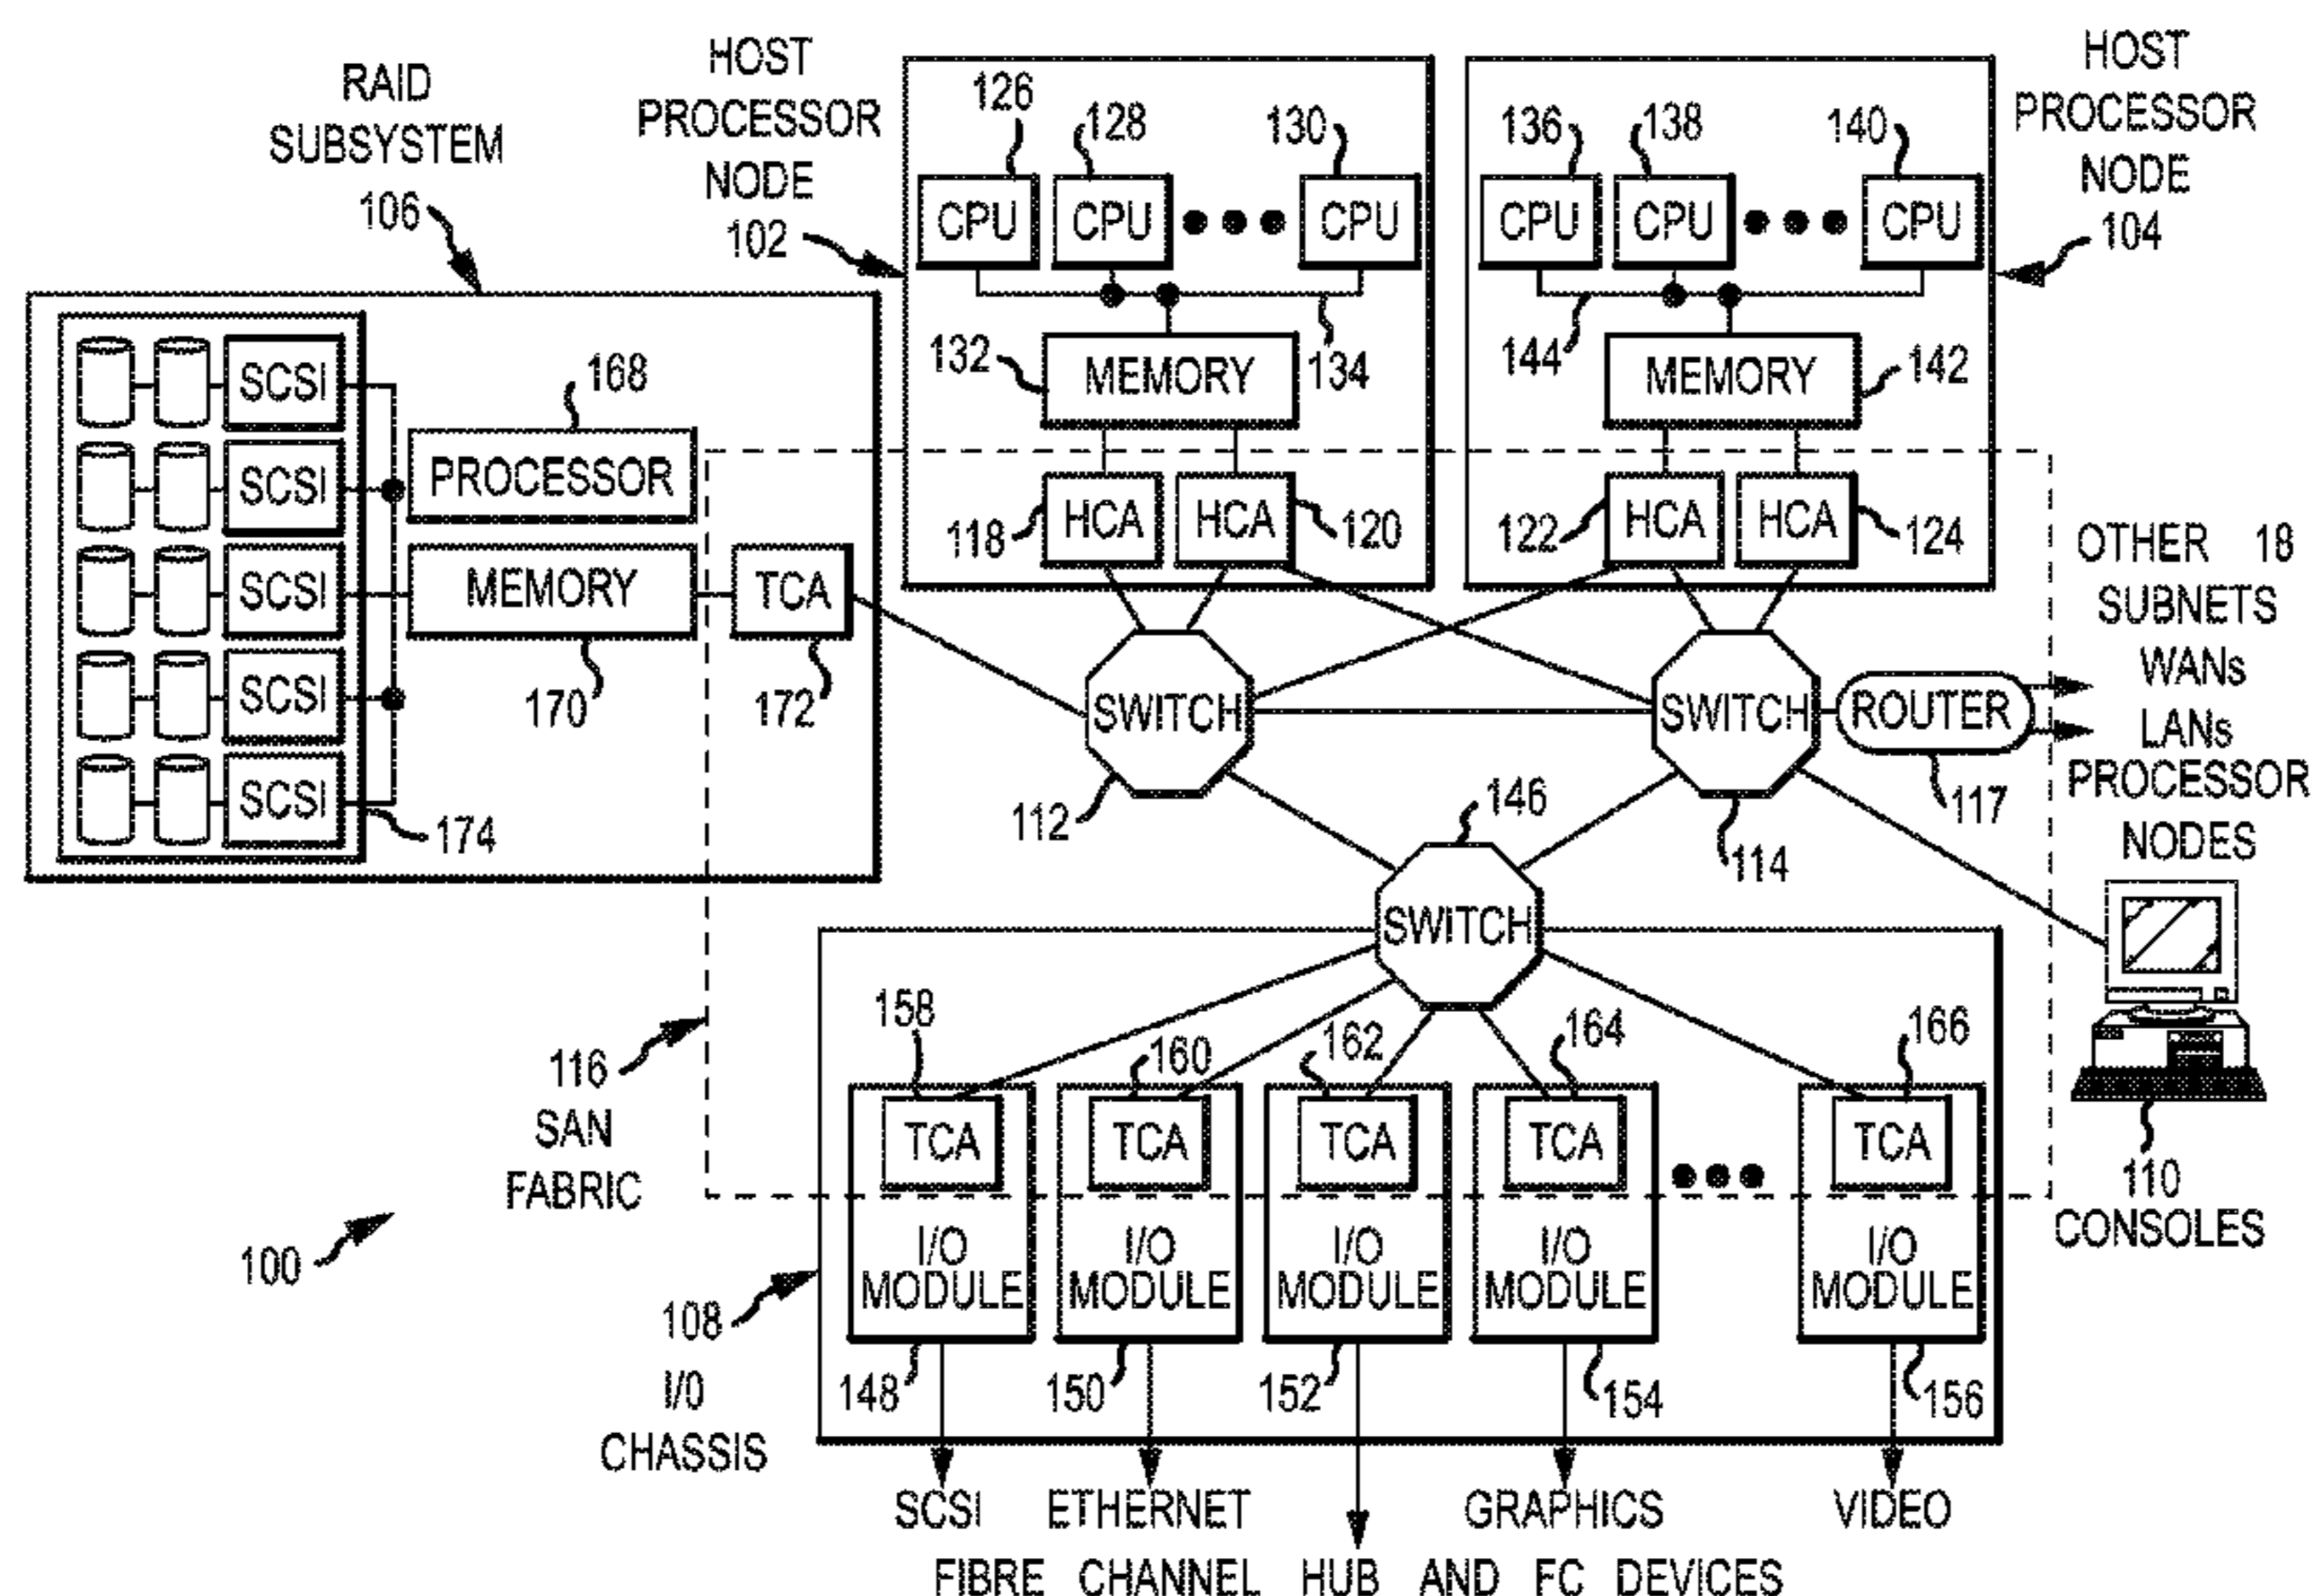 RAID
SUBSYSTEM
106
HOST
PROCESSOR
NODE
102
126
128
130
CPU
CPU
CPU
132
MEMORY
134
118
HCA
HCA
120
136
138
140
CPU
CPU
CPU
144
MEMORY
142
122
HCA
HCA
124
HOST
PROCESSOR
NODE
104
SCSI
SCSI
SCSI
SCSI
SCSI
174
168
PROCESSOR
MEMORY
170
TCA
172
SWITCH
112
SWITCH
114
ROUTER
117
OTHER 18
SUBNETS
WANs
LANs
PROCESSOR
NODES
110
CONSOLES
146
SWITCH
116
SAN
FABRIC
100
158
160
162
164
166
TCA
TCA
TCA
TCA
TCA
I/O
MODULE
I/O
MODULE
I/O
MODULE
I/O
MODULE
I/O
MODULE
108
I/O
CHASSIS
148
150
152
154
156
SCSI
ETHERNET
GRAPHICS
VIDEO
FIBRE CHANNEL HUB AND FC DEVICES